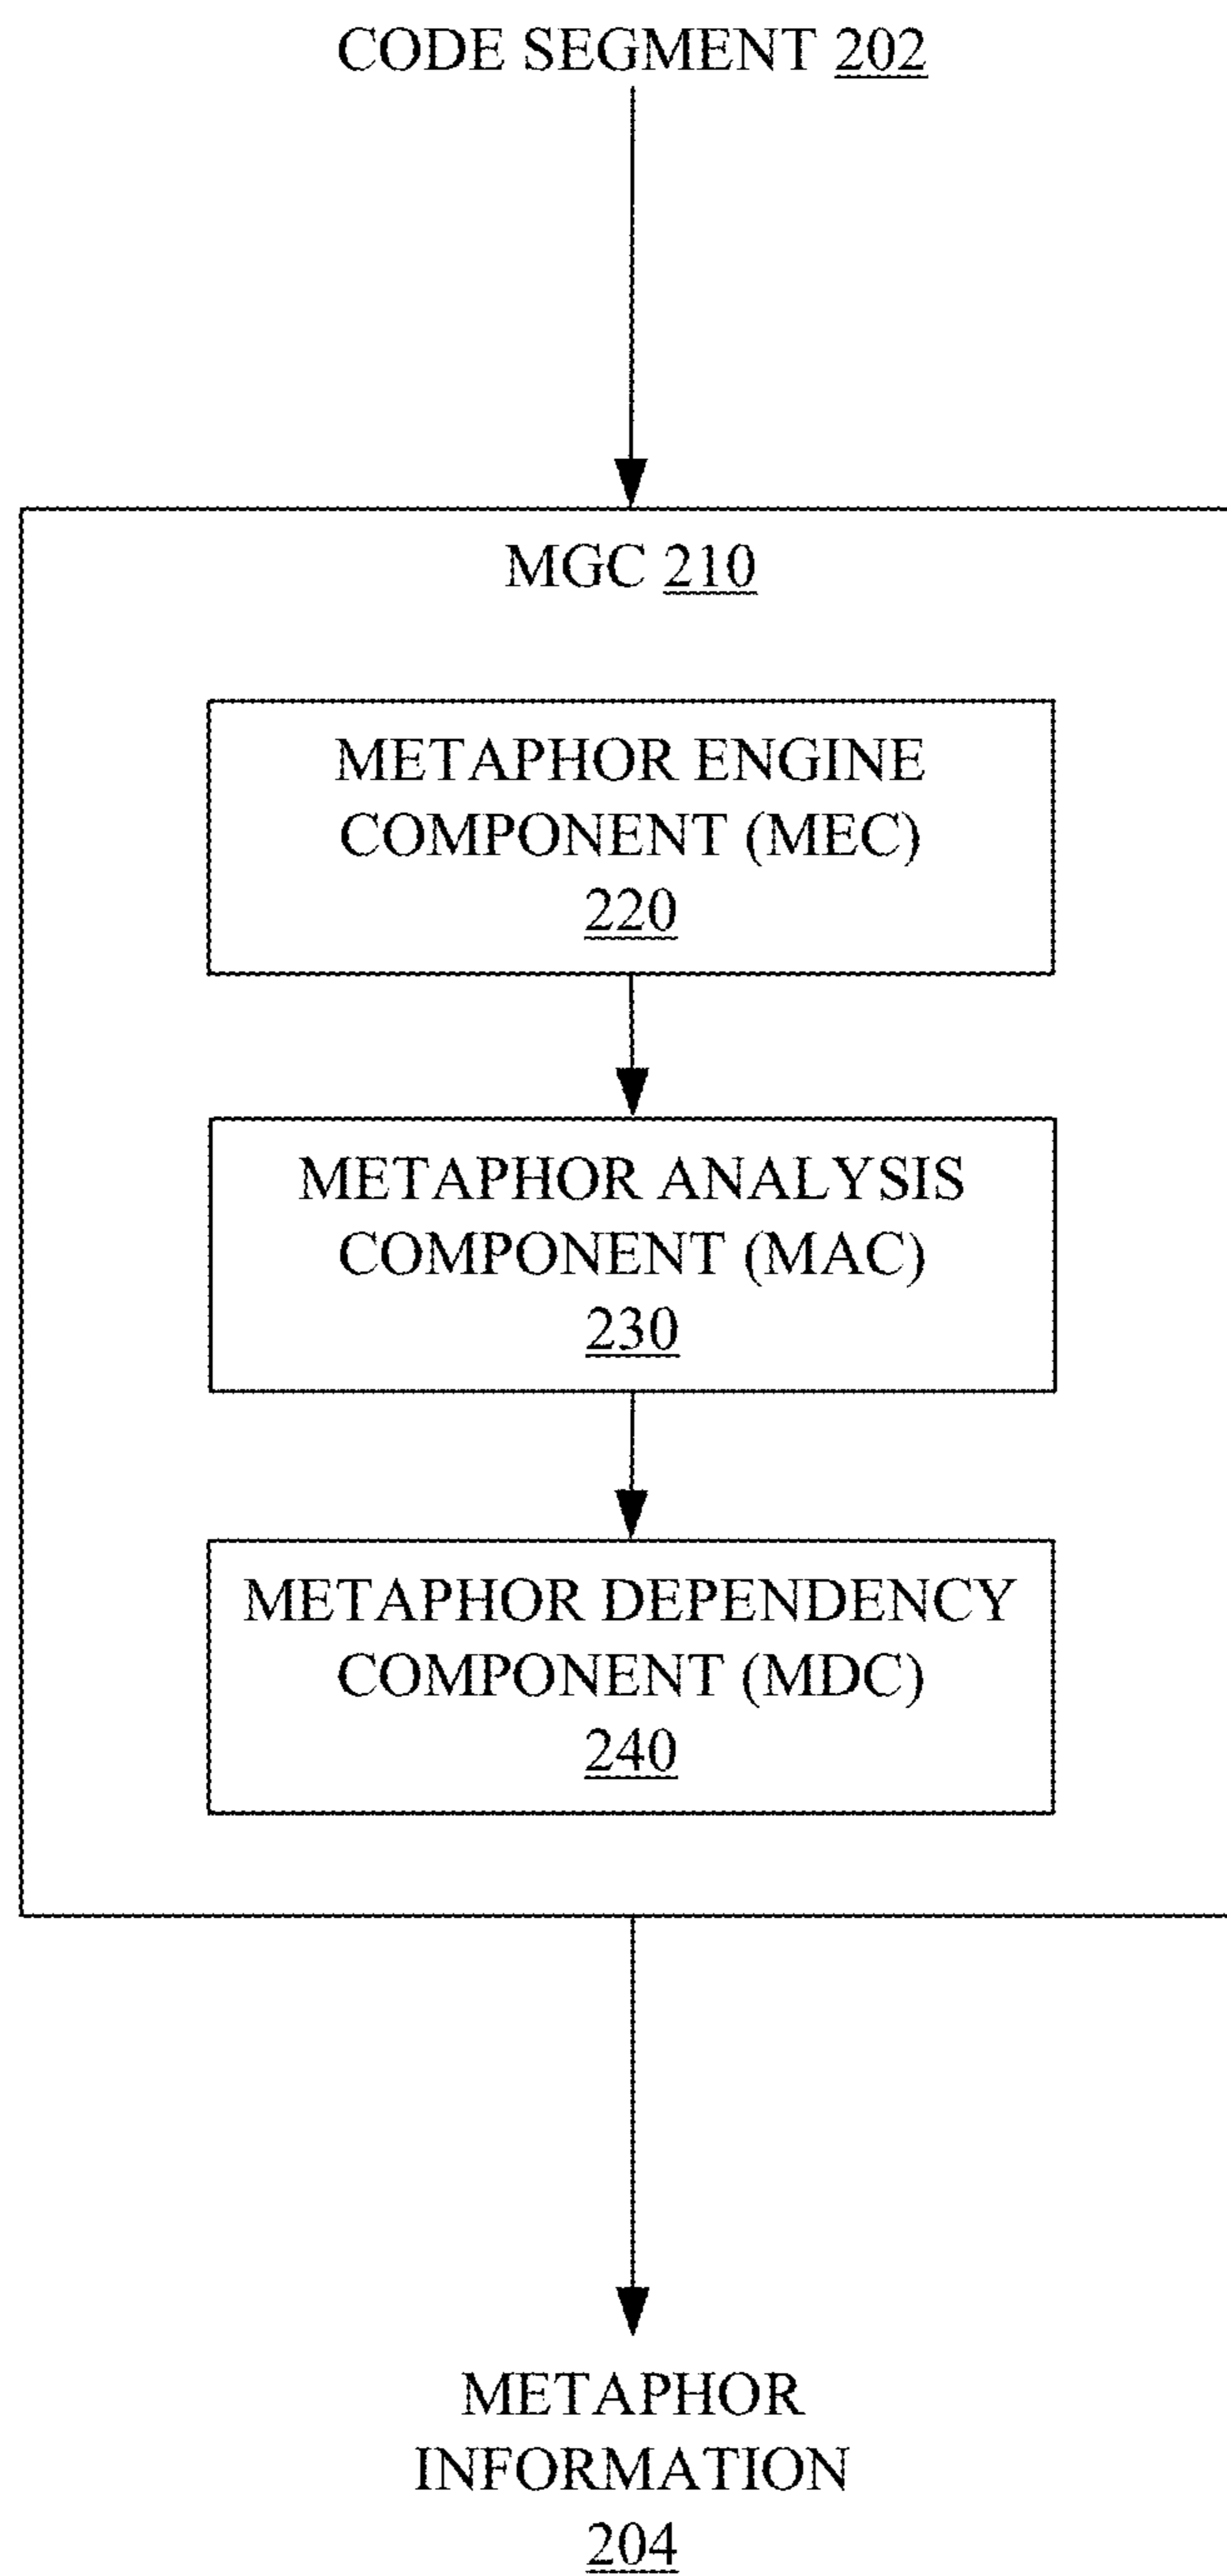 CODE SEGMENT 202
MGC 210
METAPHOR ENGINE
COMPONENT (MEC)
220
METAPHOR ANALYSIS
COMPONENT (MAC)
230
METAPHOR DEPENDENCY
COMPONENT (MDC)
240
METAPHOR
INFORMATION
204